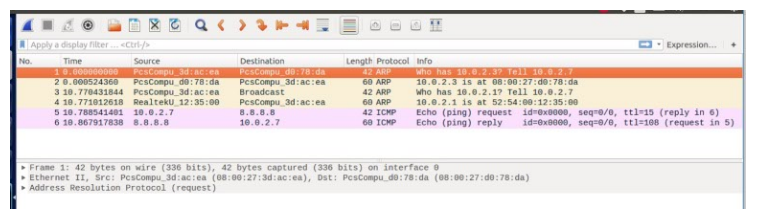 Apply a display filter ... <Ctrl-/> Expression... +
No. Time Source Destination Length Protocol Info
1 0.000000000 PcsCompu_3d:ac:ea PcsCompu_d0:78:da 42 ARP Who has 10.0.2.3? Tell 10.0.2.7
2 0.000524360 PcsCompu_d0:78:da PcsCompu_3d:ac:ea 60 ARP 10.0.2.3 is at 08:00:27:d0:78:da
3 10.770431844 PcsCompu_3d:ac:ea Broadcast 42 ARP Who has 10.0.2.1? Tell 10.0.2.7
4 10.771012618 RealtekU_12:35:00 PcsCompu_3d:ac:ea 60 ARP 10.0.2.1 is at 52:54:00:12:35:00
5 10.788541401 10.0.2.7 8.8.8.8 42 ICMP Echo (ping) request id=0x0000, seq=0/0, ttl=15 (reply in 6)
6 10.867917838 8.8.8.8 10.0.2.7 60 ICMP Echo (ping) reply id=0x0000, seq=0/0, ttl=108 (request in 5)
Frame 1: 42 bytes on wire (336 bits), 42 bytes captured (336 bits) on interface 0
Ethernet II, Src: PcsCompu_3d:ac:ea (08:00:27:3d:ac:ea), Dst: PcsCompu_d0:78:da (08:00:27:d0:78:da)
Address Resolution Protocol (request)